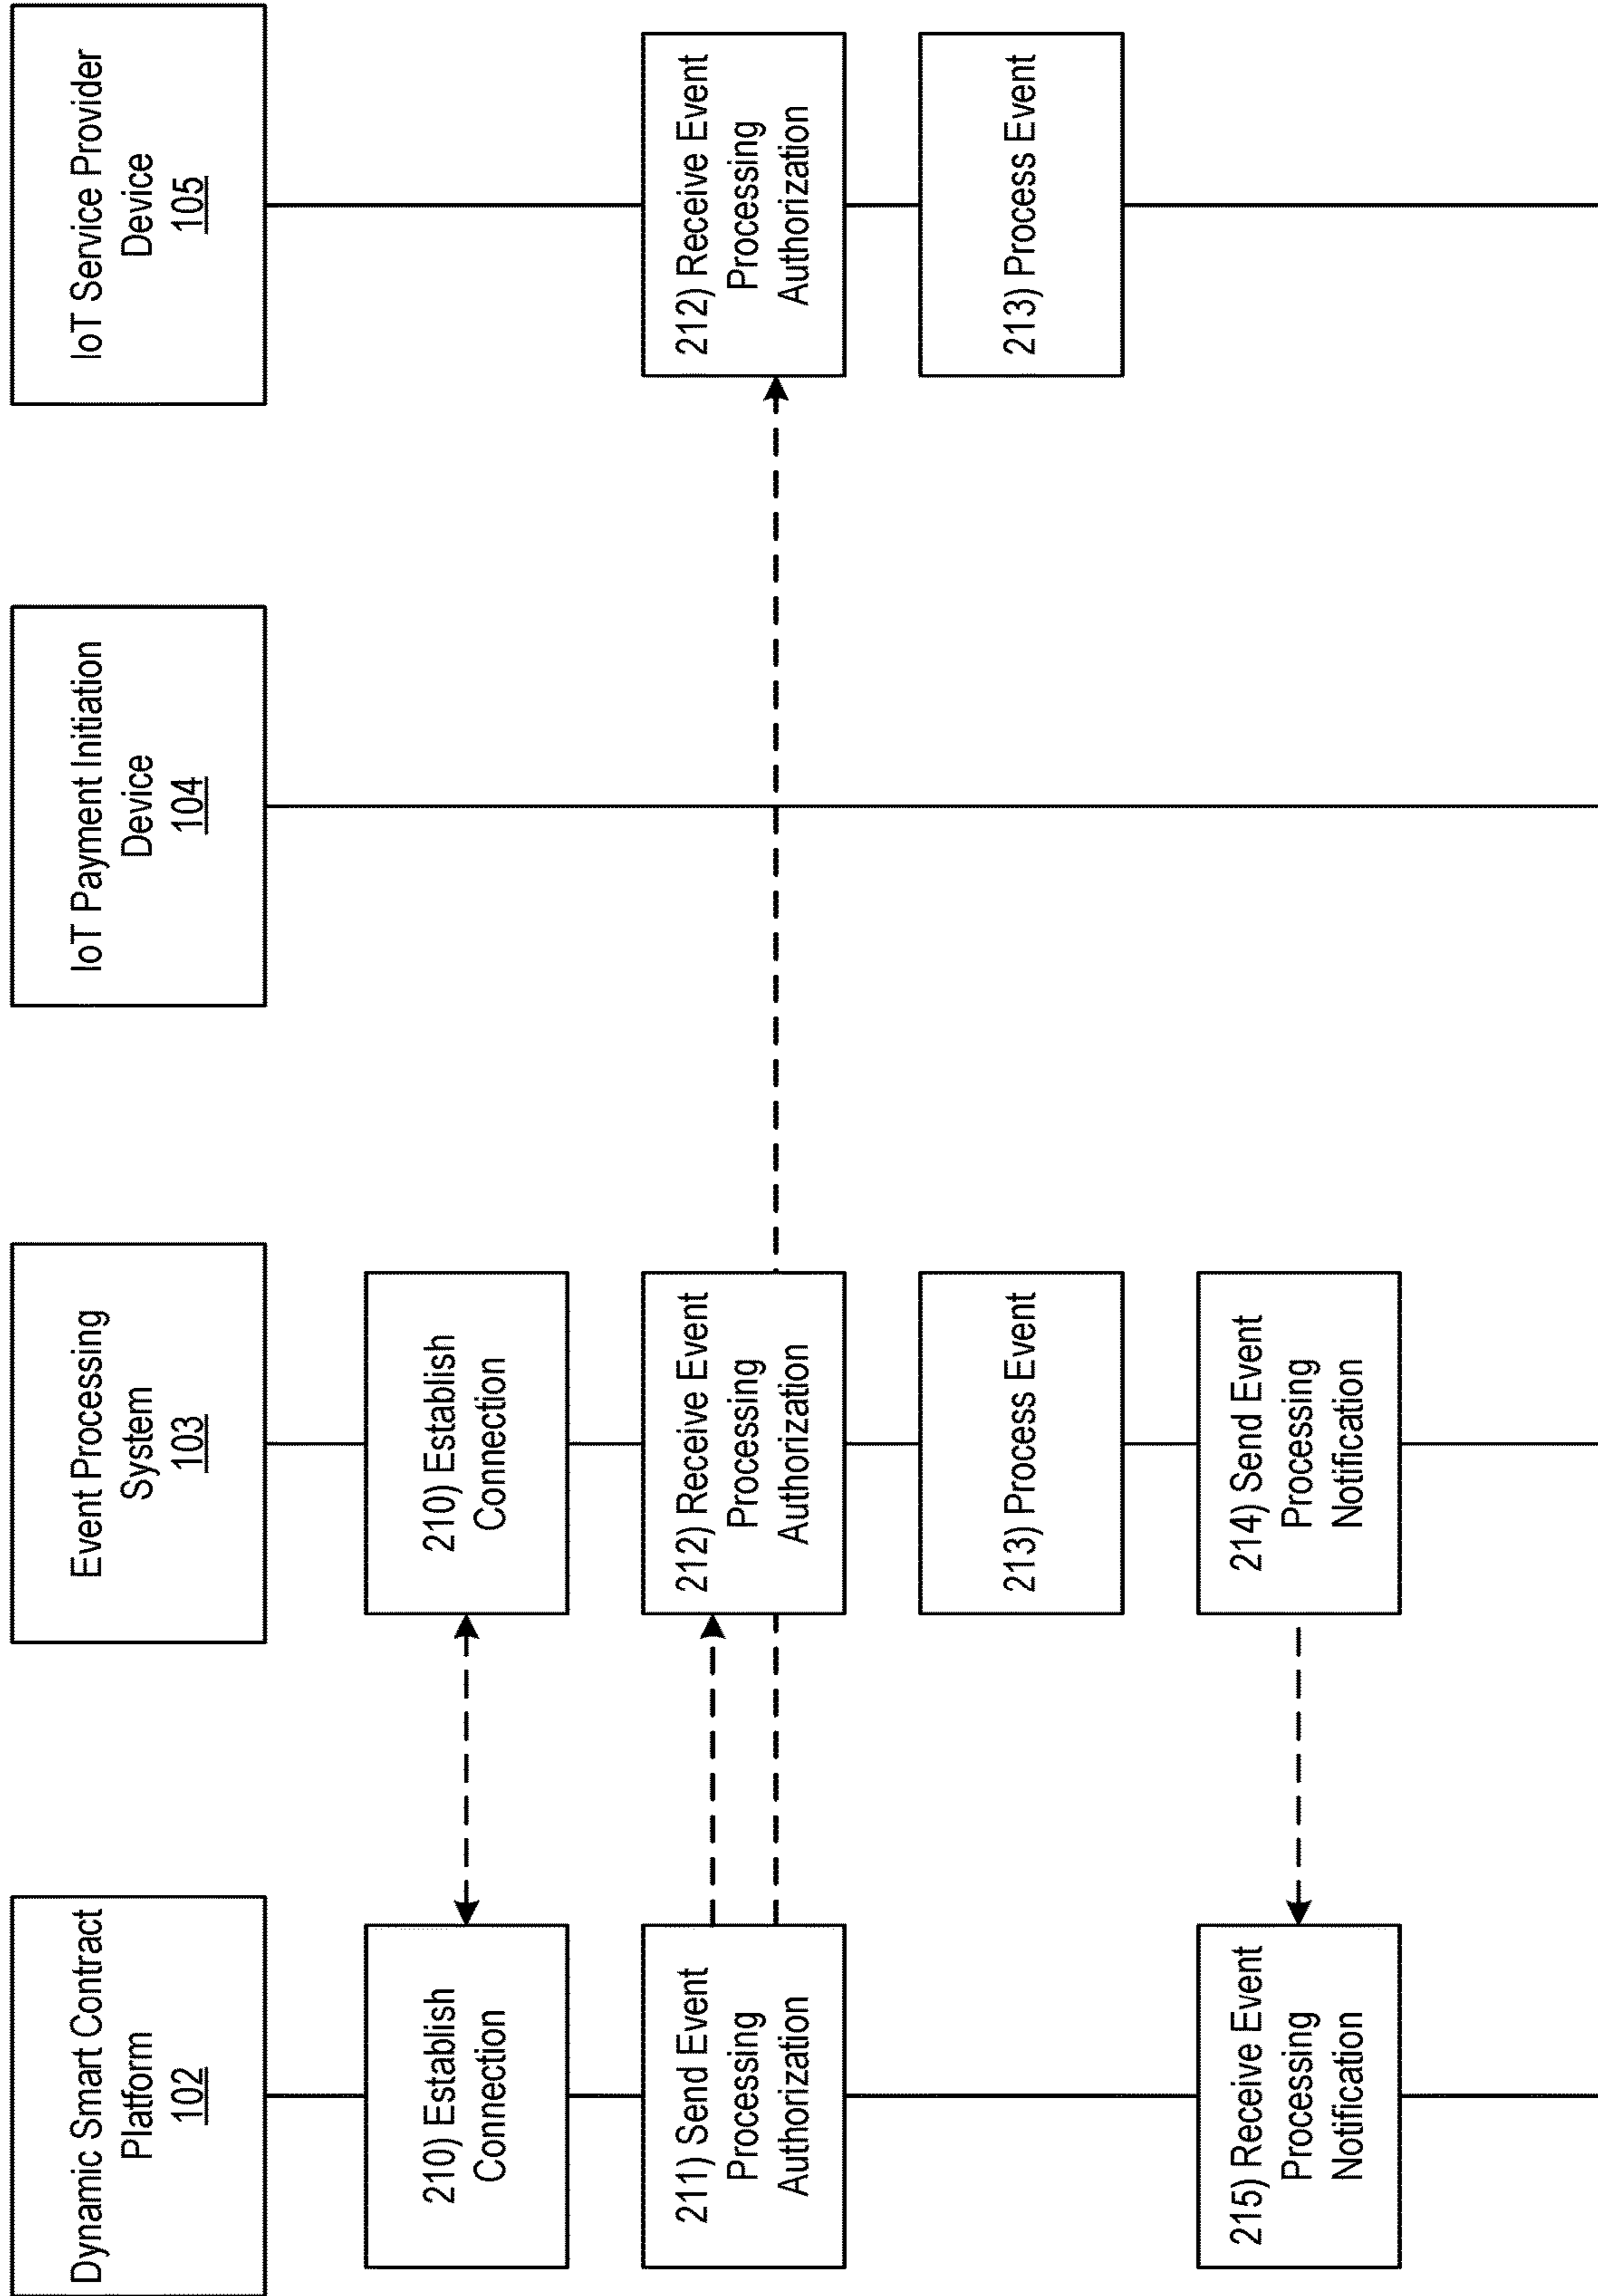 Dynamic Smart Contract
Platform
102
Event Processing
System
103
IoT Payment Initiation
Device
104
IoT Service Provider
Device
105
210) Establish
Connection
210) Establish
Connection
211) Send Event
Processing
Authorization
212) Receive Event
Processing
Authorization
212) Receive Event
Processing
Authorization
213) Process Event
213) Process Event
215) Receive Event
Processing
Notification
214) Send Event
Processing
Notification